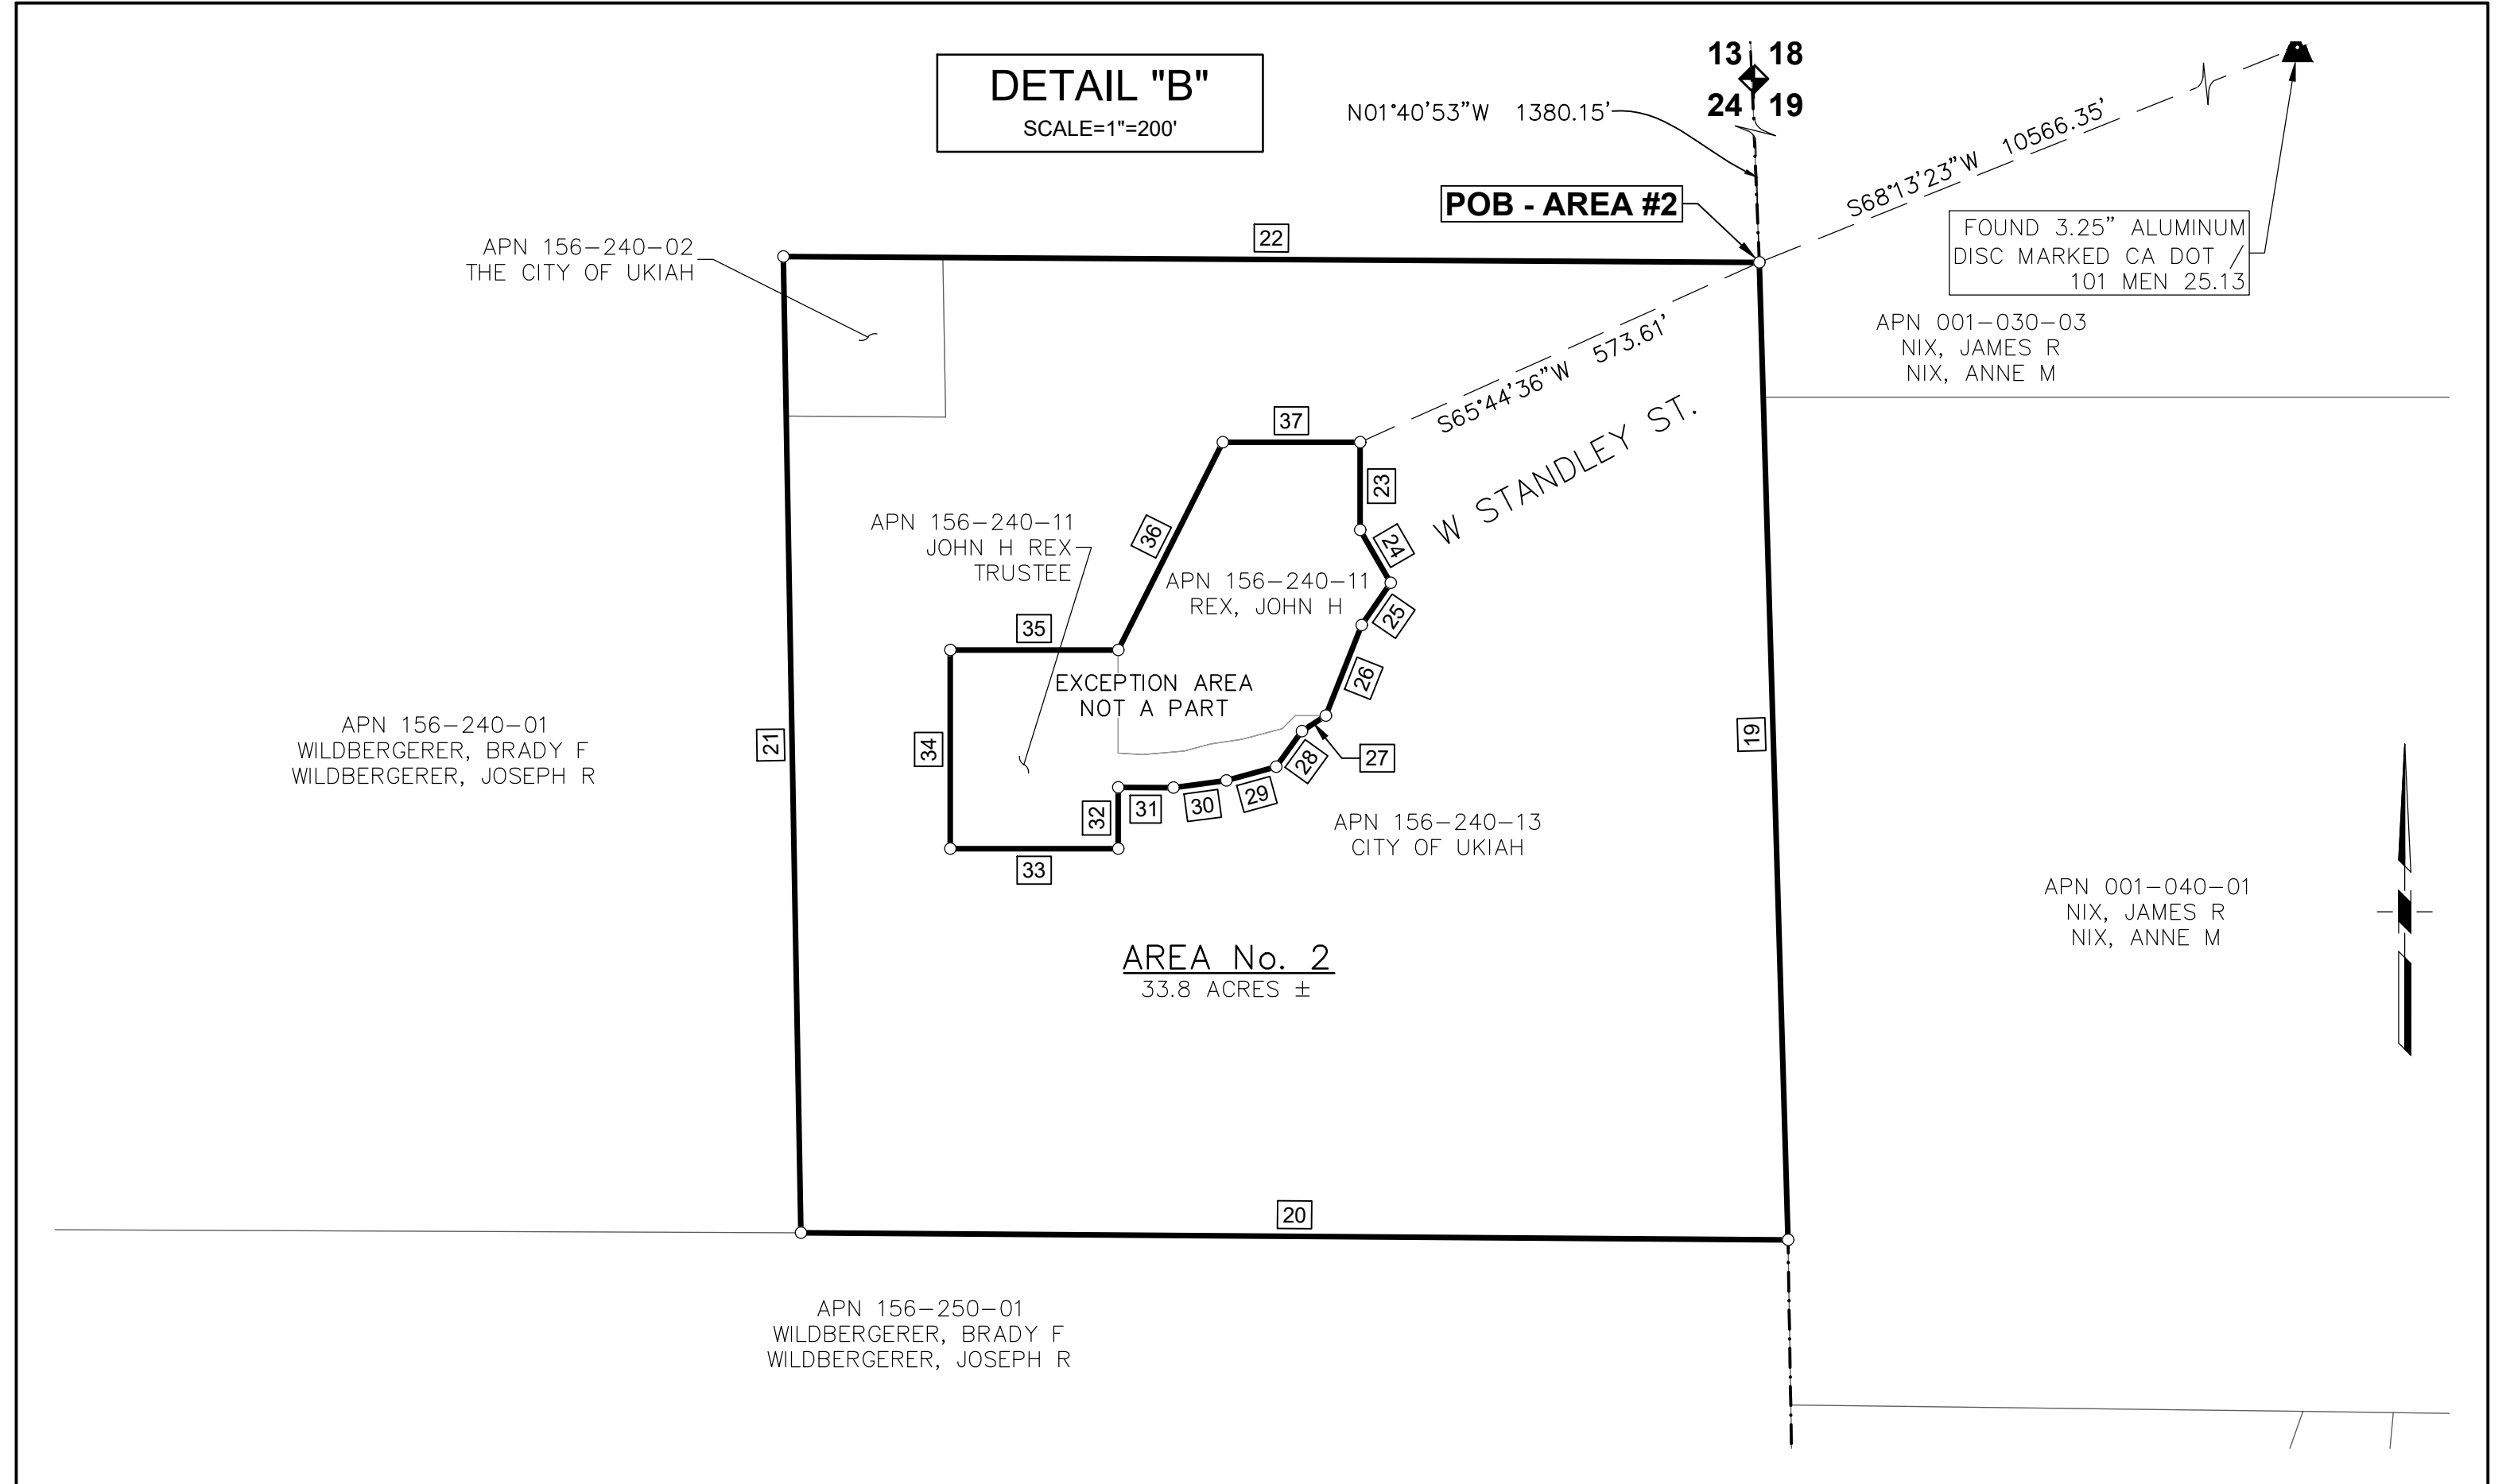 DETAIL "B"
SCALE=1"=200'
13 18
24 19
N01°40'53"W 1380.15'
S68°13'23"W 10566.35'
POB - AREA #2
FOUND 3.25" ALUMINUM
DISC MARKED CA DOT /
101 MEN 25.13
22
APN 156-240-02
THE CITY OF UKIAH
APN 001-030-03
NIX, JAMES R
NIX, ANNE M
S65°44'36"W 573.61'
W STANDLEY ST.
37
23
24
25
26
27
28
29
30
31
32
33
34
35
36
APN 156-240-11
JOHN H REX
TRUSTEE
APN 156-240-11
REX, JOHN H
EXCEPTION AREA
NOT A PART
APN 156-240-01
WILDBERGERER, BRADY F
WILDBERGERER, JOSEPH R
21
19
APN 156-240-13
CITY OF UKIAH
APN 001-040-01
NIX, JAMES R
NIX, ANNE M
AREA No. 2
33.8 ACRES ±
20
APN 156-250-01
WILDBERGERER, BRADY F
WILDBERGERER, JOSEPH R